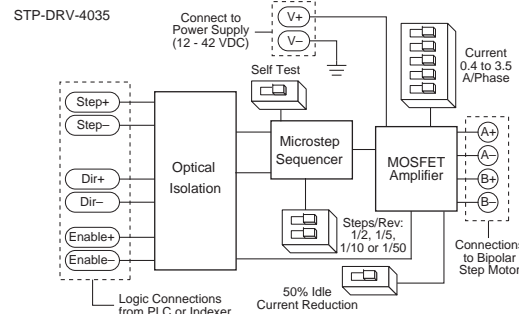 STP-DRV-4035
Connect to
Power Supply
(12 - 42 VDC)
V+
V–
Self Test
Current
0.4 to 3.5
A/Phase
Step+
Step–
Dir+
Dir–
Enable+
Enable–
Optical
Isolation
Microstep
Sequencer
MOSFET
Amplifier
A+
A–
B+
B–
Steps/Rev:
1/2, 1/5,
1/10 or 1/50
Connections
to Bipolar
Step Motor
50% Idle
Current Reduction
Logic Connections
from PLC or Indexer